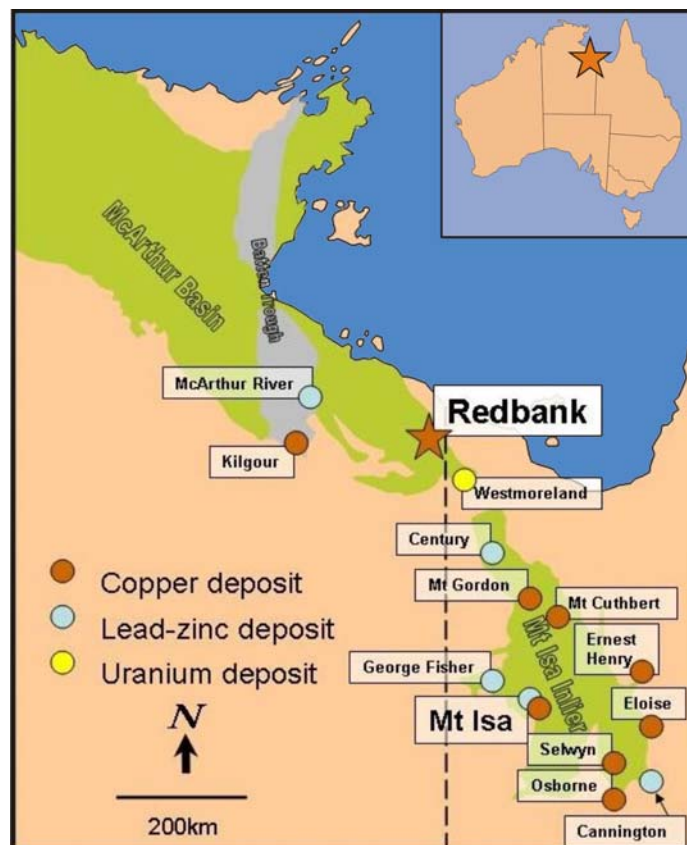 McArthur Basin
Batten Trough
McArthur River
Redbank
Kilgour
Westmoreland
Century
Copper deposit
Mt Gordon
Mt Cuthbert
Lead-zinc deposit
Ernest
Henry
Mt Isa Inlier
George Fisher
Uranium deposit
Eloise
N
Mt Isa
Selwyn
Osborne
200km
Cannington